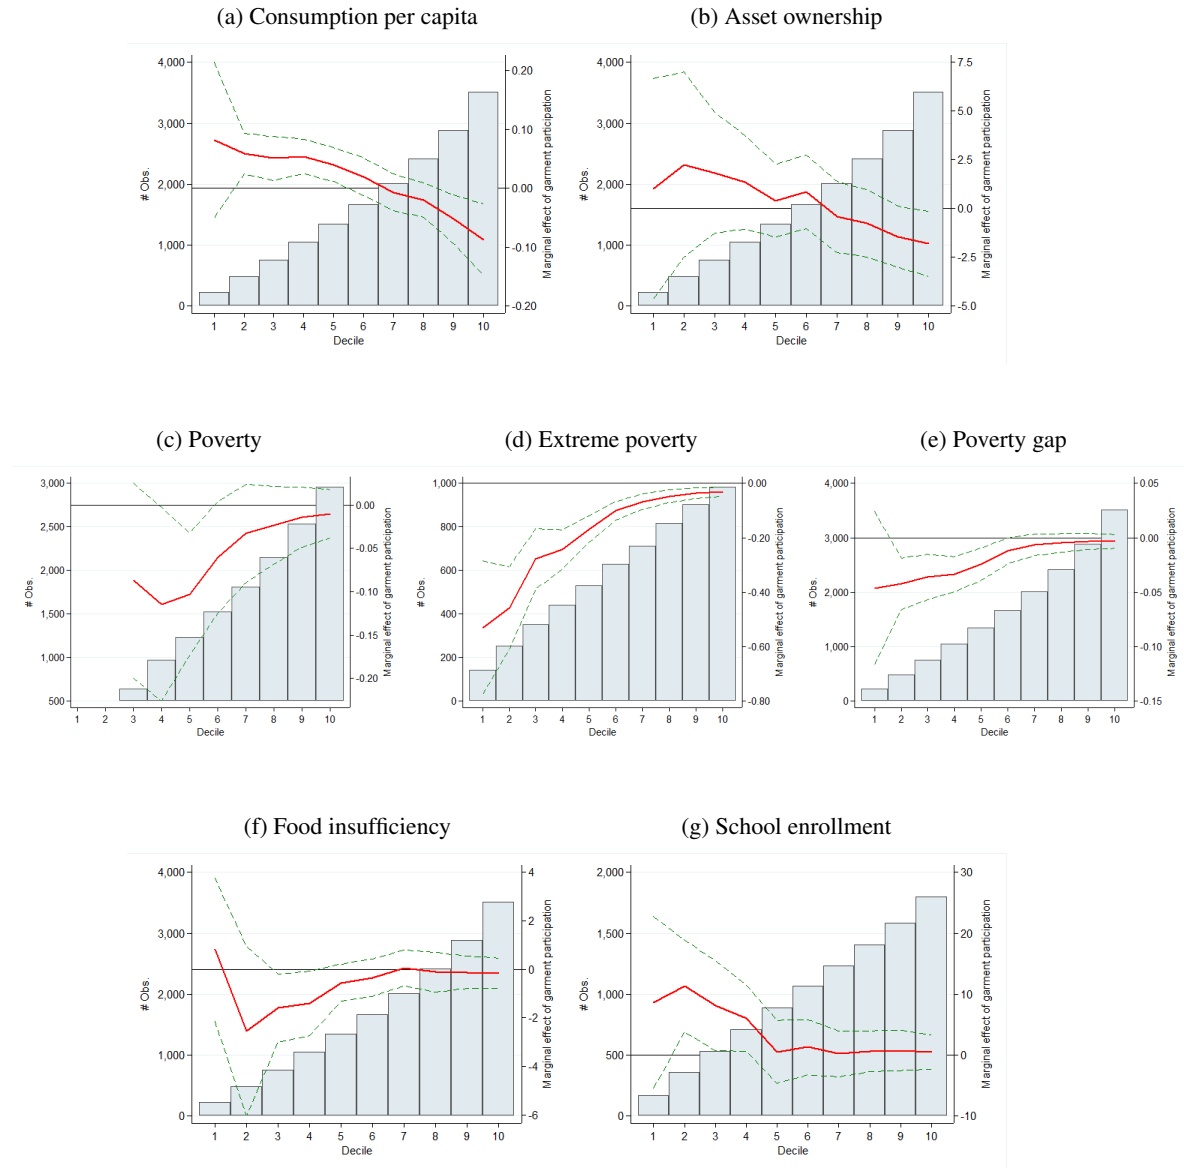 (a) Consumption per capita
(b) Asset ownership
4,000
3,000
2,000
1,000
0
# Obs.
0.20
0.10
0.00
-0.10
-0.20
Marginal effect of garment participation
1 2 3 4 5 6 7 8 9 10
Decile
4,000
3,000
2,000
1,000
0
# Obs.
7.5
5.0
2.5
0.0
-2.5
-5.0
Marginal effect of garment participation
1 2 3 4 5 6 7 8 9 10
Decile
(c) Poverty
(d) Extreme poverty
(e) Poverty gap
3,000
2,500
2,000
1,500
1,000
500
# Obs.
0.00
-0.05
-0.10
-0.15
-0.20
Marginal effect of garment participation
1 2 3 4 5 6 7 8 9 10
Decile
1,000
800
600
400
200
0
# Obs.
0.00
-0.20
-0.40
-0.60
-0.80
Marginal effect of garment participation
1 2 3 4 5 6 7 8 9 10
Decile
4,000
3,000
2,000
1,000
0
# Obs.
0.05
0.00
-0.05
-0.10
-0.15
Marginal effect of garment participation
1 2 3 4 5 6 7 8 9 10
Decile
(f) Food insufficiency
(g) School enrollment
4,000
3,000
2,000
1,000
0
# Obs.
4
2
0
-2
-4
-6
Marginal effect of garment participation
1 2 3 4 5 6 7 8 9 10
Decile
2,000
1,500
1,000
500
0
# Obs.
30
20
10
0
-10
Marginal effect of garment participation
1 2 3 4 5 6 7 8 9 10
Decile